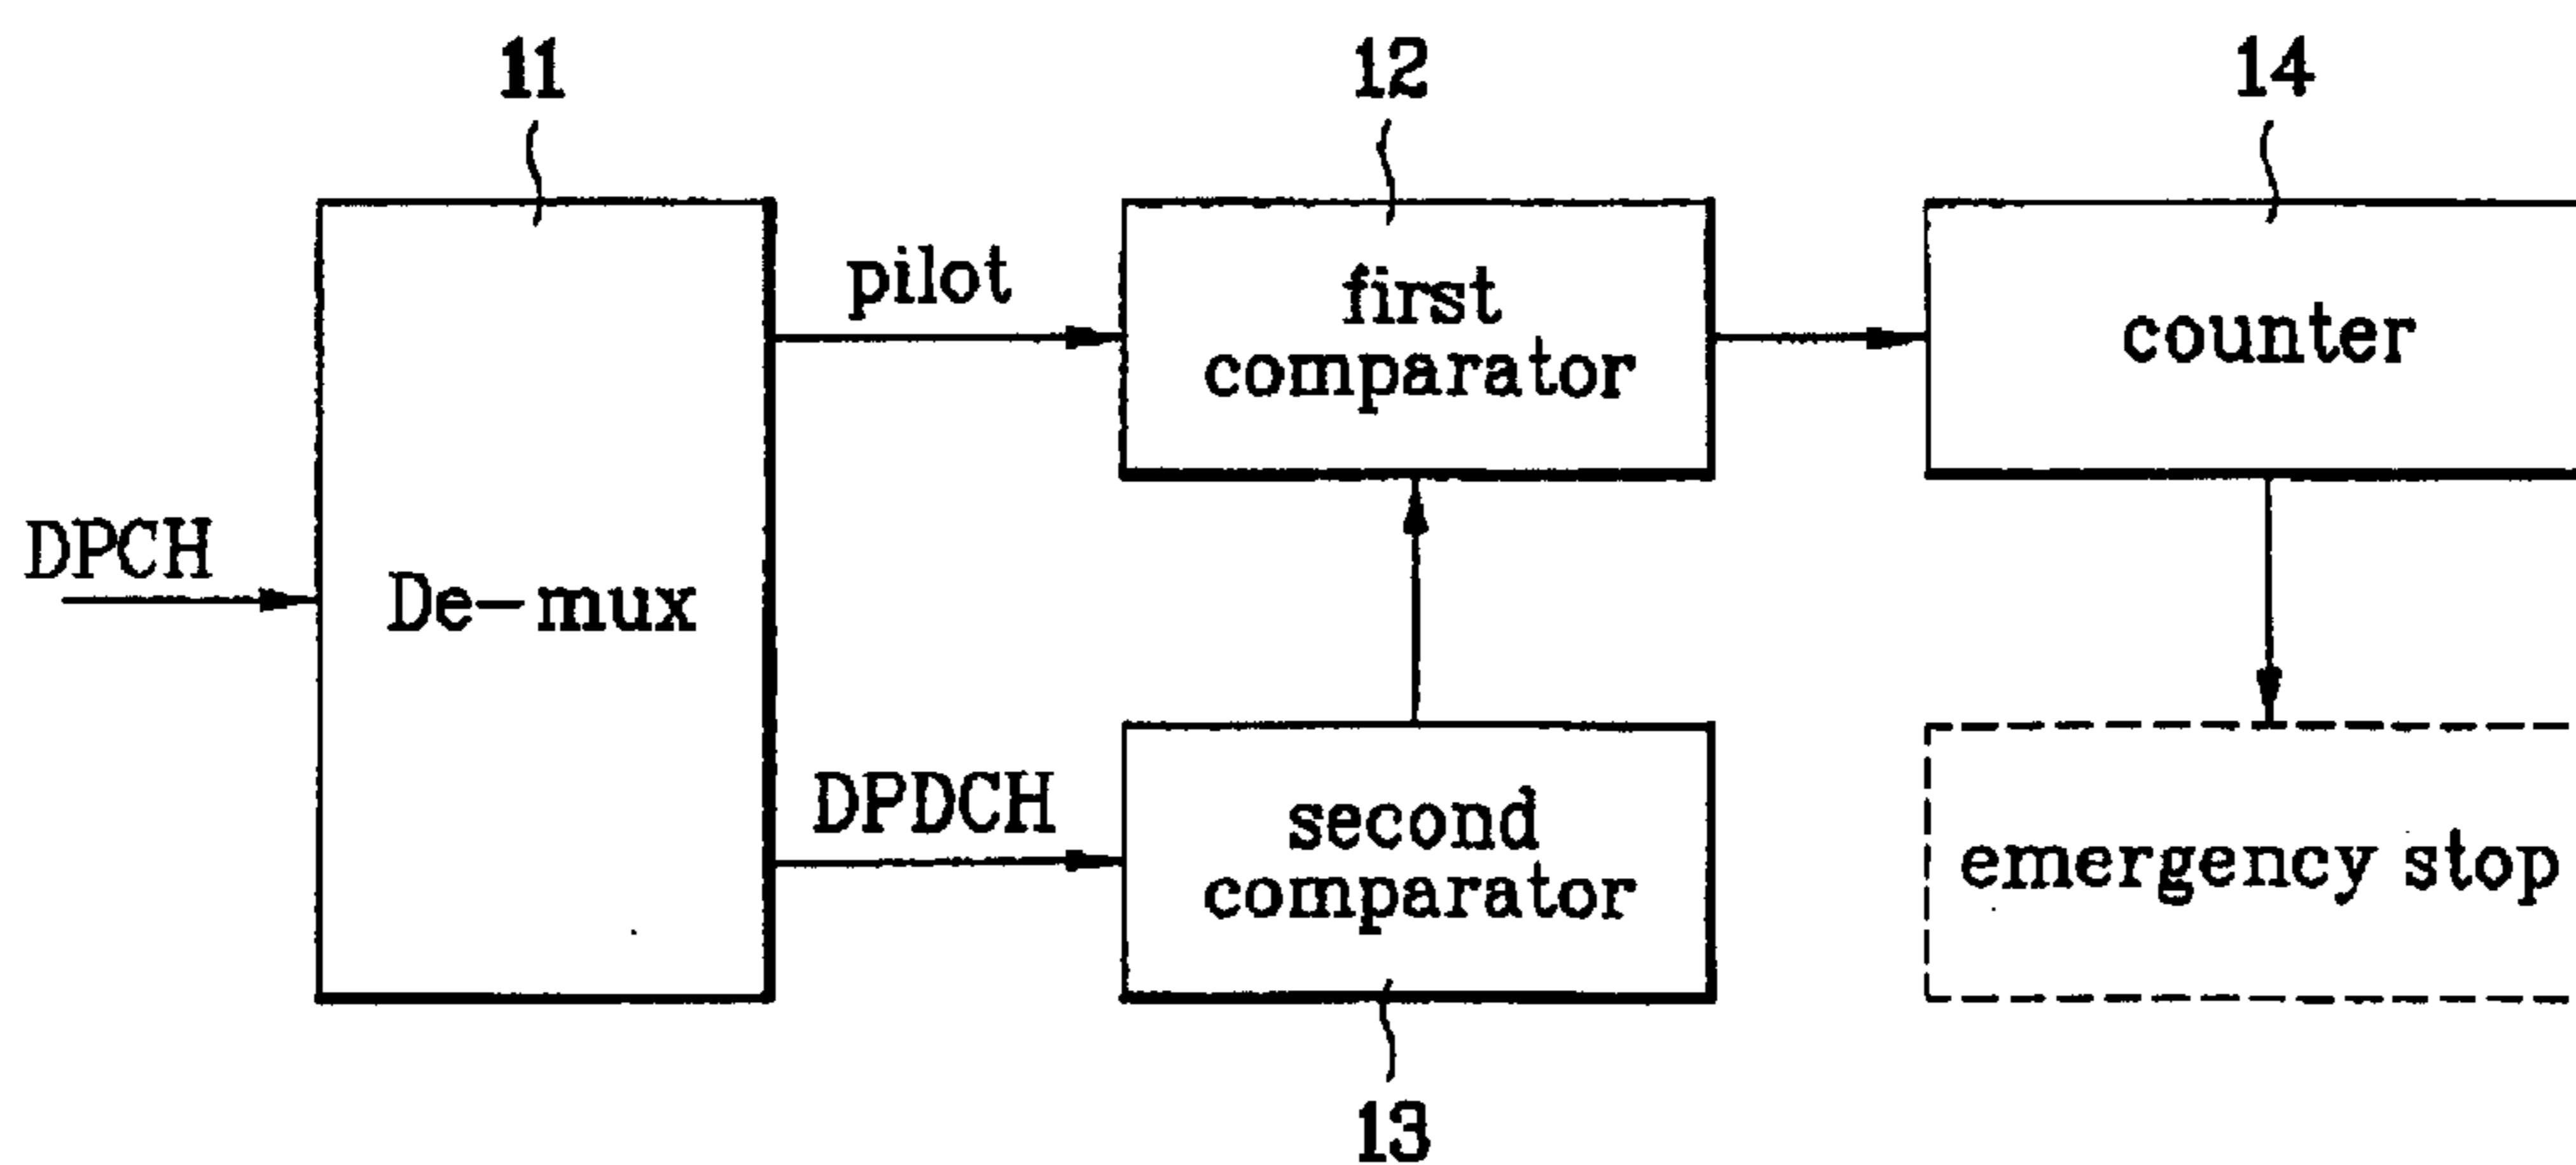 11
12
14
pilot
first
comparator
counter
DPCH
De-mux
DPDCH
second
comparator
emergency stop
13